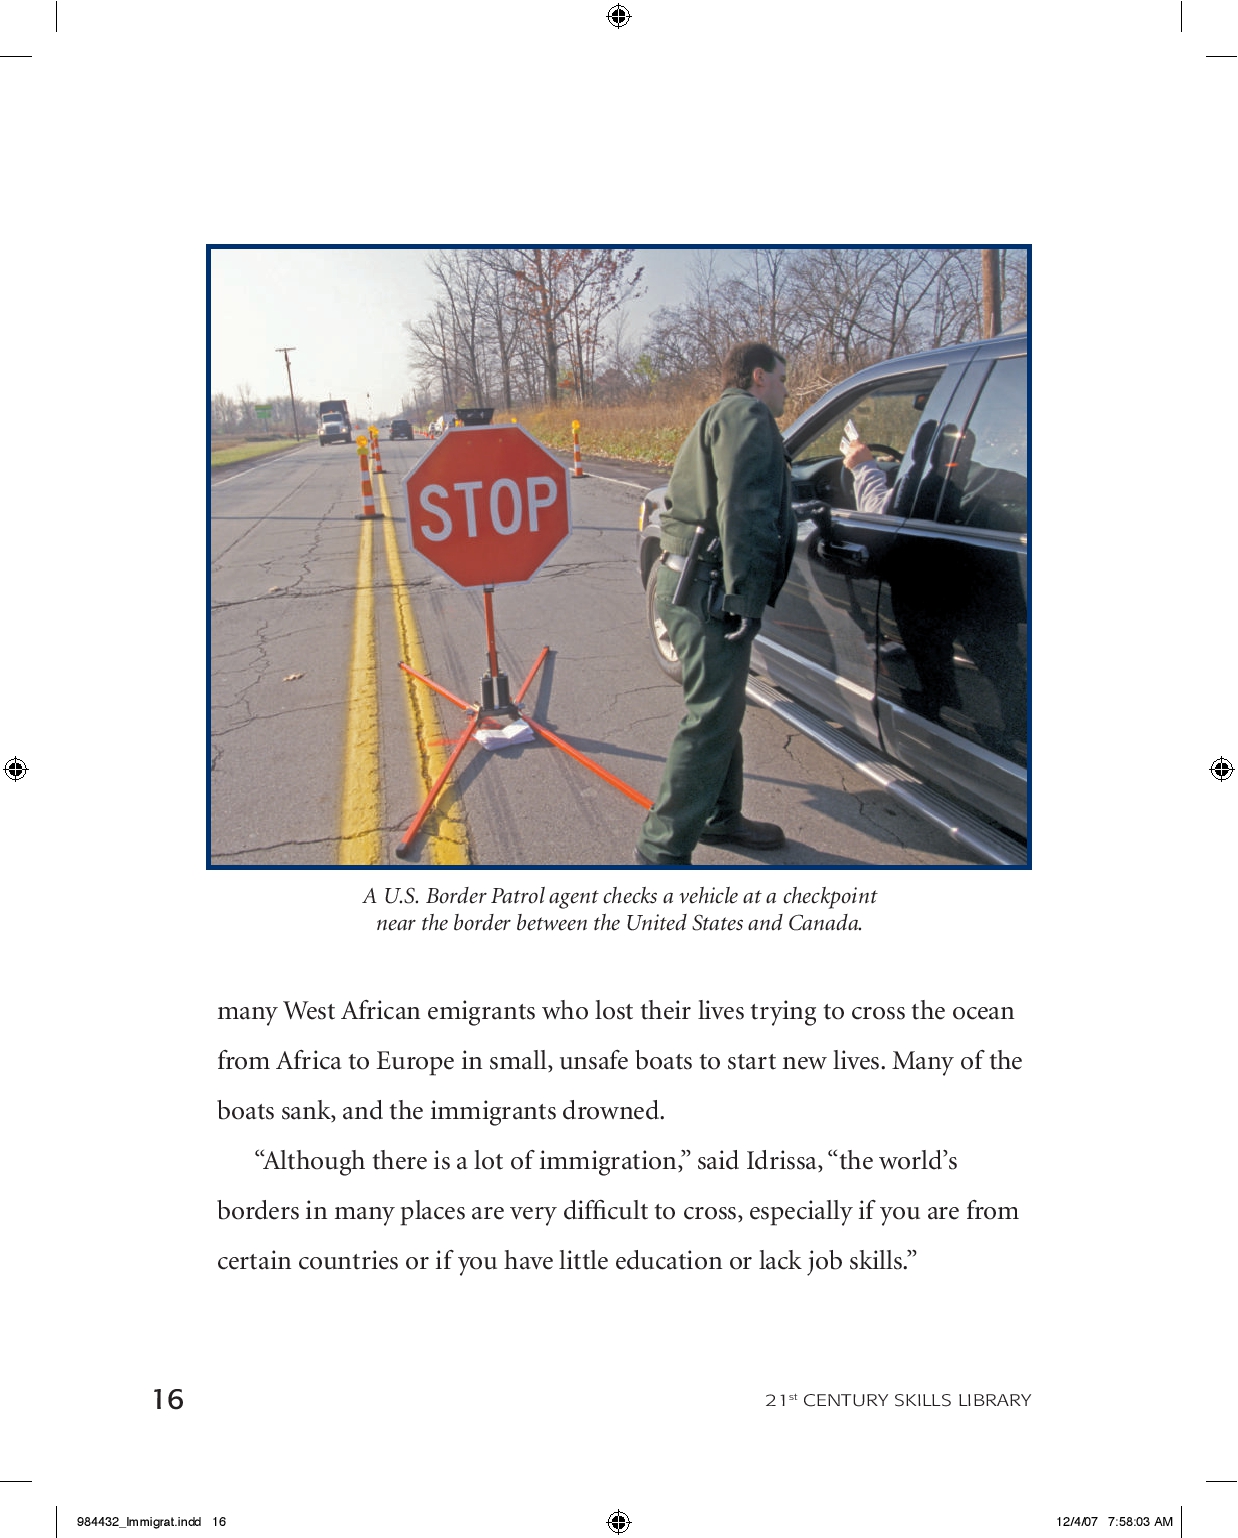 STOP
A U.S. Border Patrol agent checks a vehicle at a checkpoint
near the border between the United States and Canada.
many West African emigrants who lost their lives trying to cross the ocean
from Africa to Europe in small, unsafe boats to start new lives. Many of the
boats sank, and the immigrants drowned.
“Although there is a lot of immigration,” said Idrissa, “the world’s
borders in many places are very difficult to cross, especially if you are from
certain countries or if you have little education or lack job skills.”
16
21st CENTURY SKILLS LIBRARY
984432_Immigrat.indd 16
12/4/07 7:58:03 AM